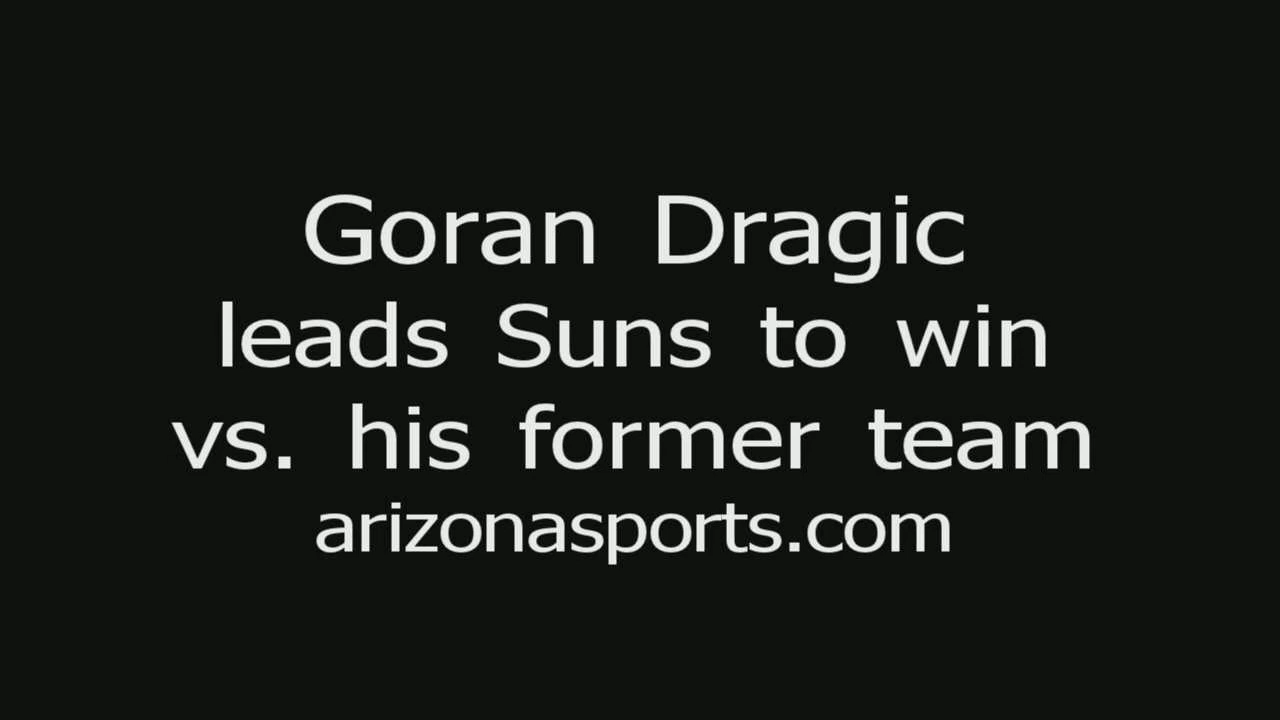 Goran Dragic
leads Suns to win
vs. his former team
arizonasports.com